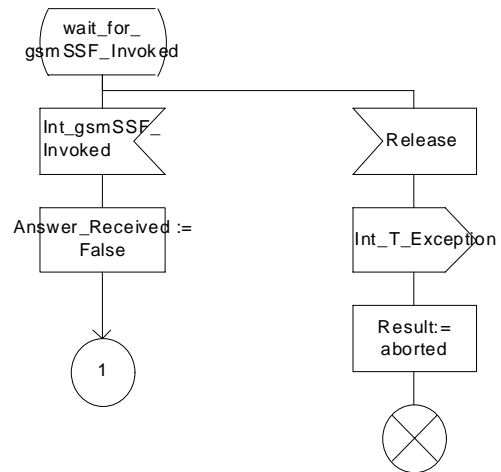 wait_for_
gsmSSF_Invoked
Int_gsmSSF_
Invoked
Release
Answer_Received :=
False
Int_T_Exception
Result:=
aborted
1